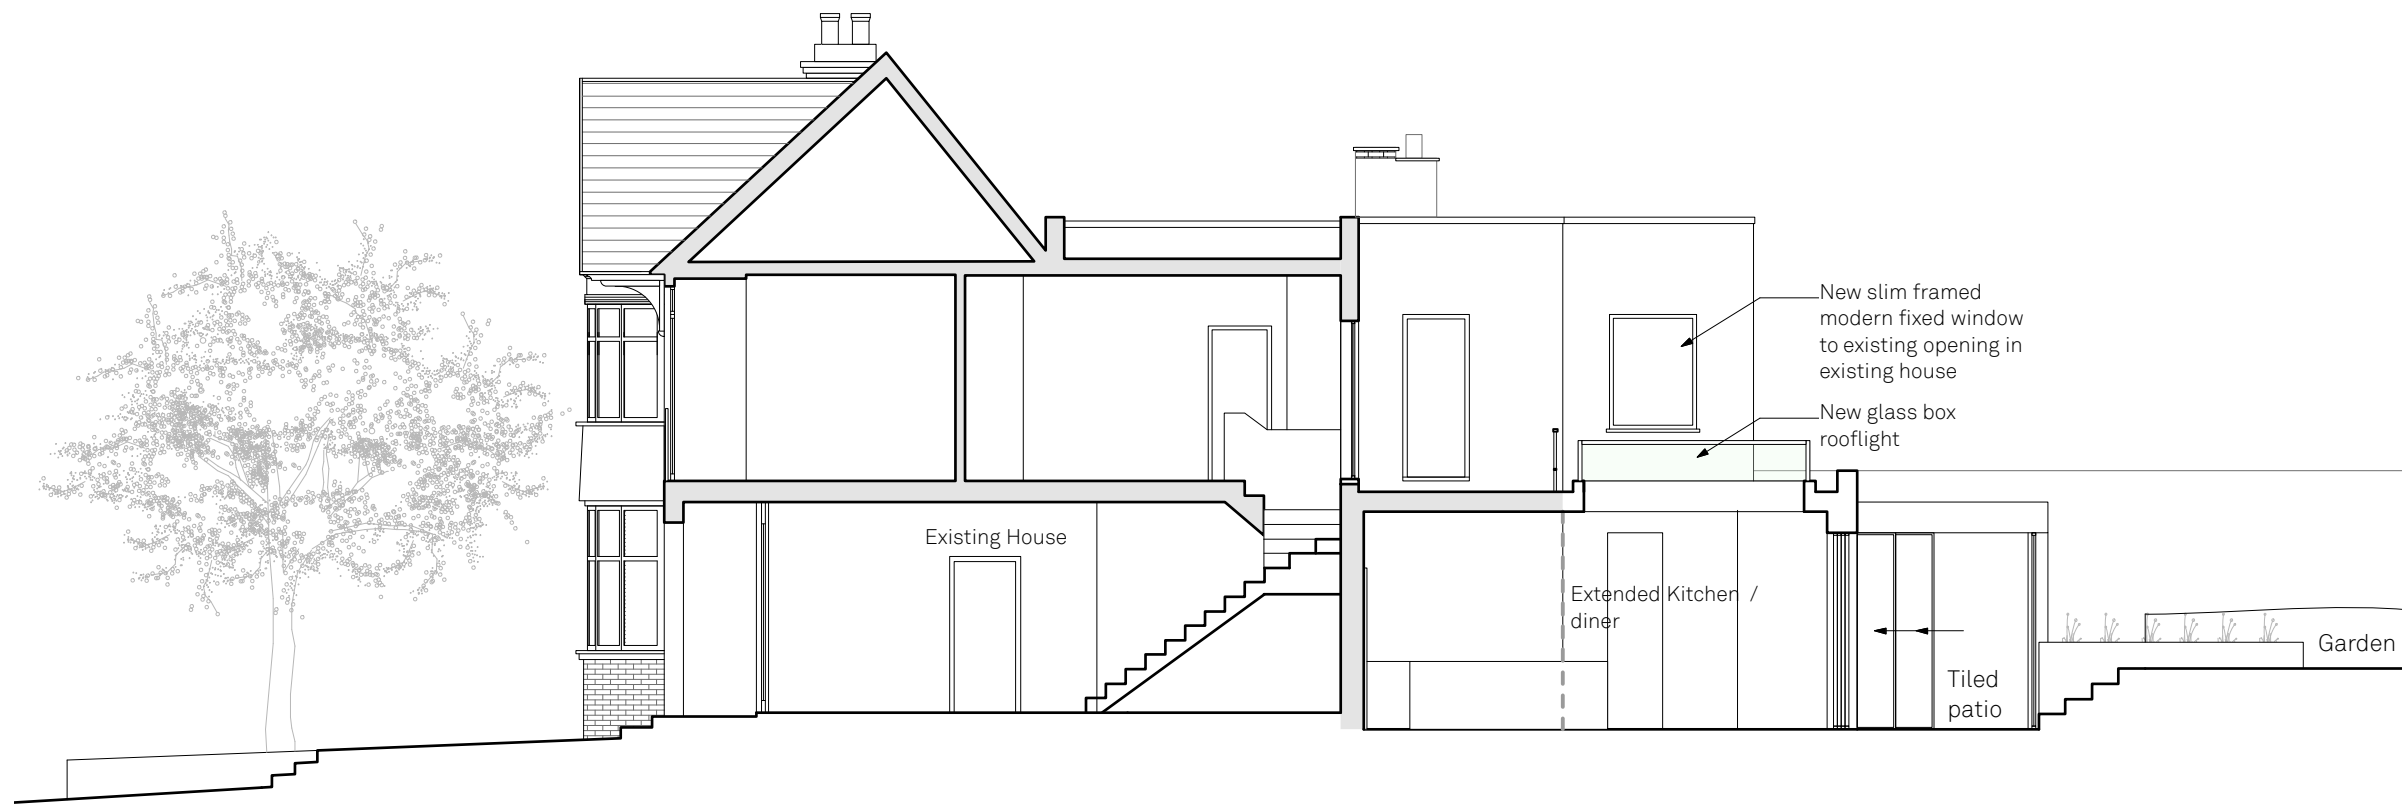 New slim framed
modern fixed window
to existing opening in
existing house
New glass box
rooflight
Existing House
Extended Kitchen /
diner
Garden
Tiled
patio